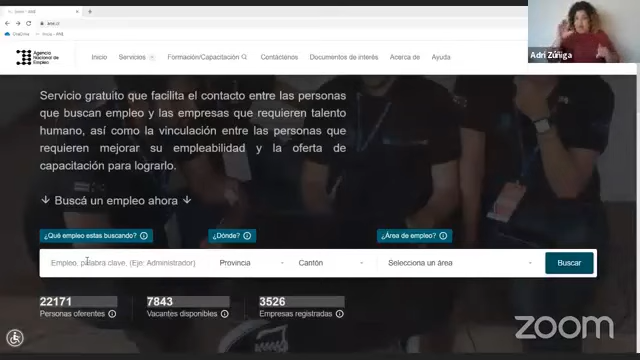 ane.cr
Agencia
Nacional de
Empleo
Inicio
Servicios
Formación/Capacitación
Contáctenos
Documentos de interés
Acerca de
Ayuda
Adri Zúñiga
Servicio gratuito que facilita el contacto entre las personas
que buscan empleo y las empresas que requieren talento
humano, así como la vinculación entre las personas que
requieren mejorar su empleabilidad y la oferta de
capacitación para lograrlo.
↓ Buscá un empleo ahora ↓
¿Qué empleo estas buscando?
¿Dónde?
¿Área de empleo?
Empleo, palabra clave, (Eje: Administrador)
Provincia
Cantón
Selecciona un área
Buscar
22171
Personas oferentes
7843
Vacantes disponibles
3526
Empresas registradas
zoom